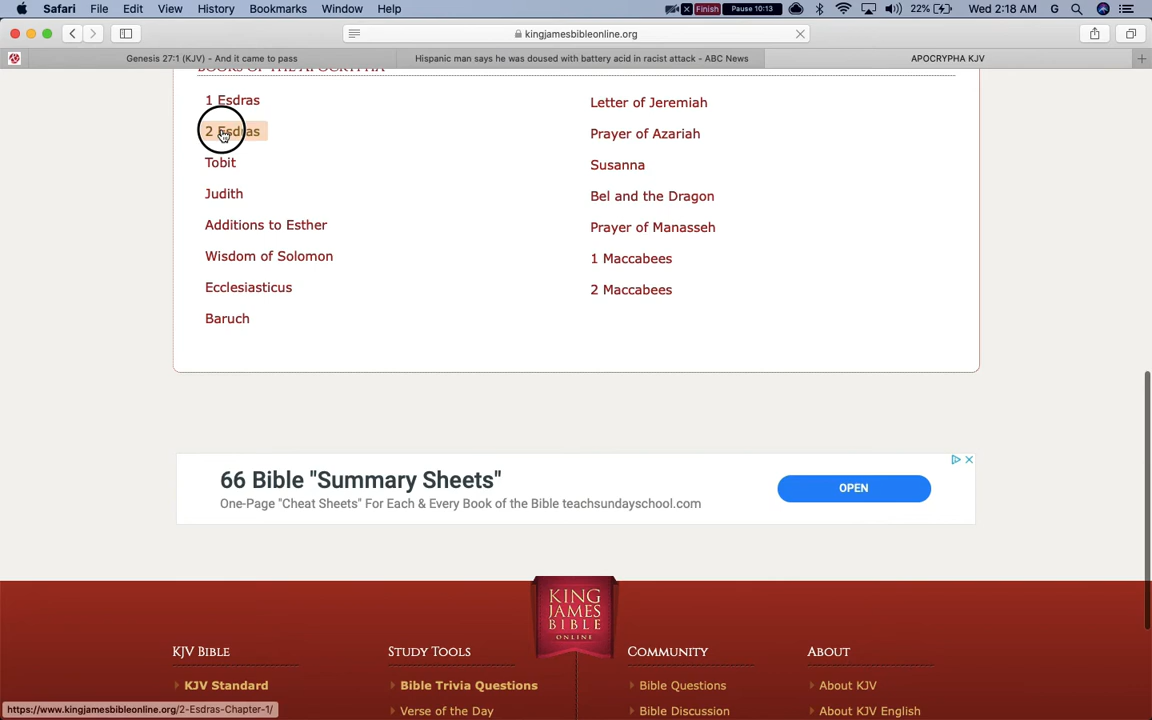 Safari File Edit View History Bookmarks Window Help Finish Pause 10:13 22% Wed 2:18 AM G
kingjamesbibleonline.org
Genesis 27:1 (KJV) - And it came to pass
Hispanic man says he was doused with battery acid in racist attack - ABC News
APOCRYPHA KJV
BOOKS OF THE APOCRYPHA
1 Esdras
2 Esdras
Tobit
Judith
Additions to Esther
Wisdom of Solomon
Ecclesiasticus
Baruch
Letter of Jeremiah
Prayer of Azariah
Susanna
Bel and the Dragon
Prayer of Manasseh
1 Maccabees
2 Maccabees
66 Bible "Summary Sheets"
One-Page "Cheat Sheets" For Each & Every Book of the Bible teachsundayschool.com
OPEN
KING
JAMES
BIBLE
ONLINE
KJV BIBLE
KJV Standard
STUDY TOOLS
Bible Trivia Questions
Verse of the Day
COMMUNITY
Bible Questions
Bible Discussion
ABOUT
About KJV
About KJV English
https://www.kingjamesbibleonline.org/2-Esdras-Chapter-1/